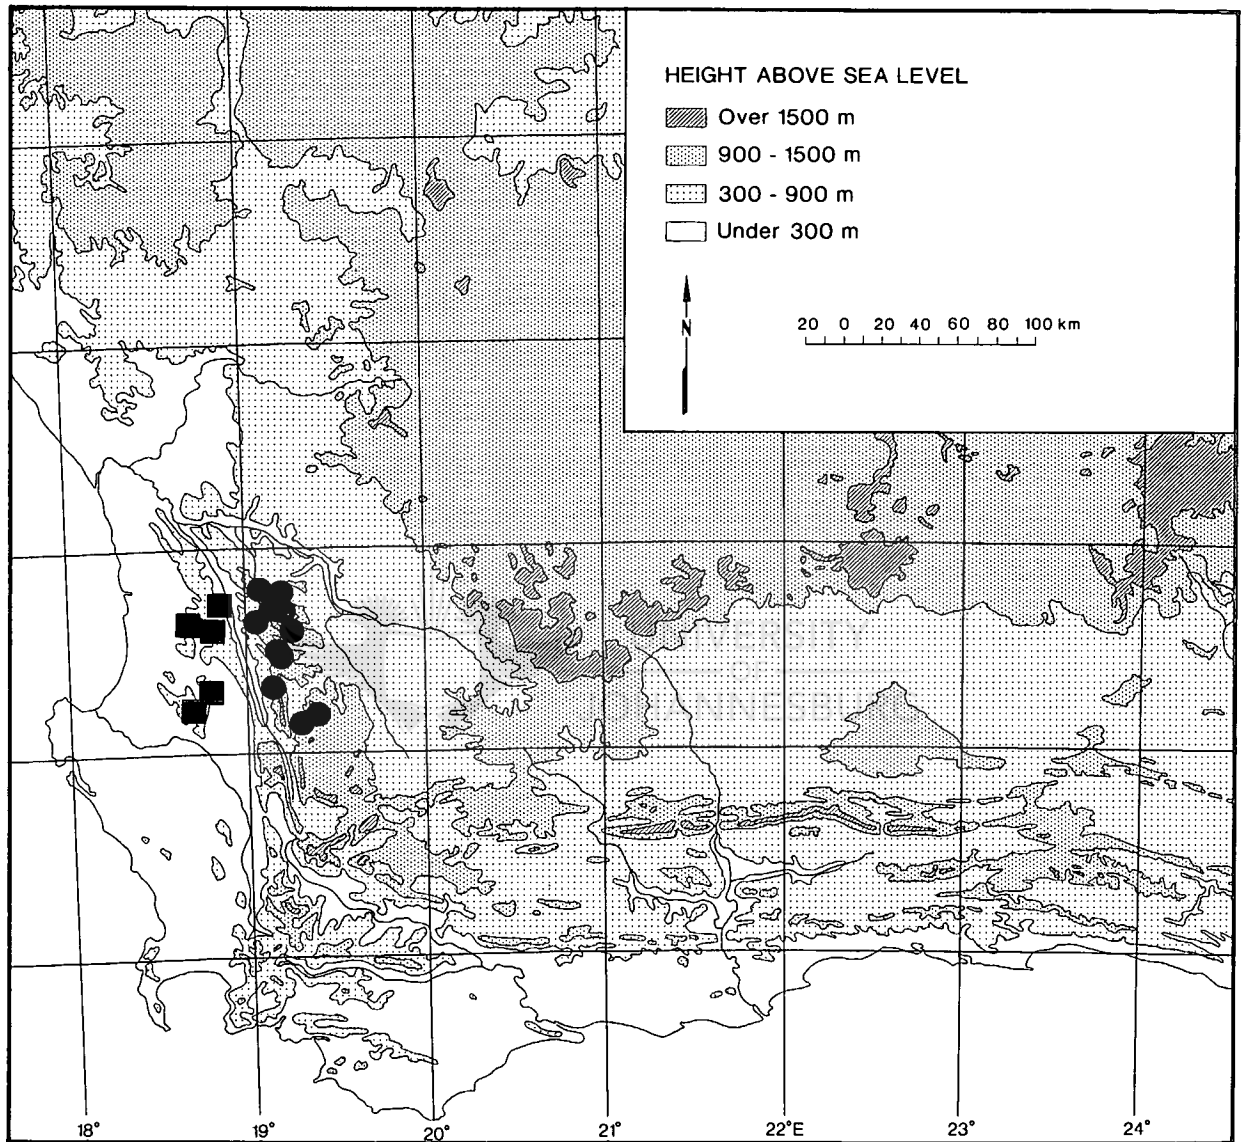 HEIGHT ABOVE SEA LEVEL
Over 1500 m
900 - 1500 m
300 - 900 m
Under 300 m
N
20 0 20 40 60 80 100 km
18° 19° 20° 21° 22°E 23° 24°